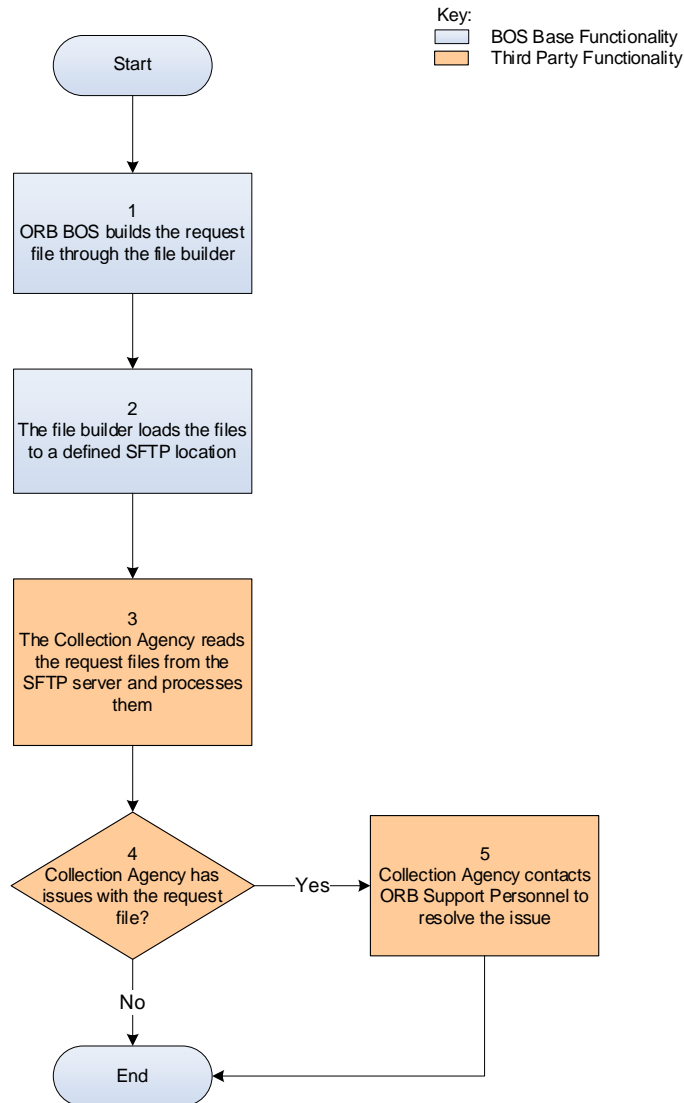 Key:
BOS Base Functionality
Third Party Functionality
Start
1
ORB BOS builds the request
file through the file builder
2
The file builder loads the files
to a defined SFTP location
3
The Collection Agency reads
the request files from the
SFTP server and processes
them
4
Collection Agency has
issues with the request
file?
Yes
5
Collection Agency contacts
ORB Support Personnel to
resolve the issue
No
End